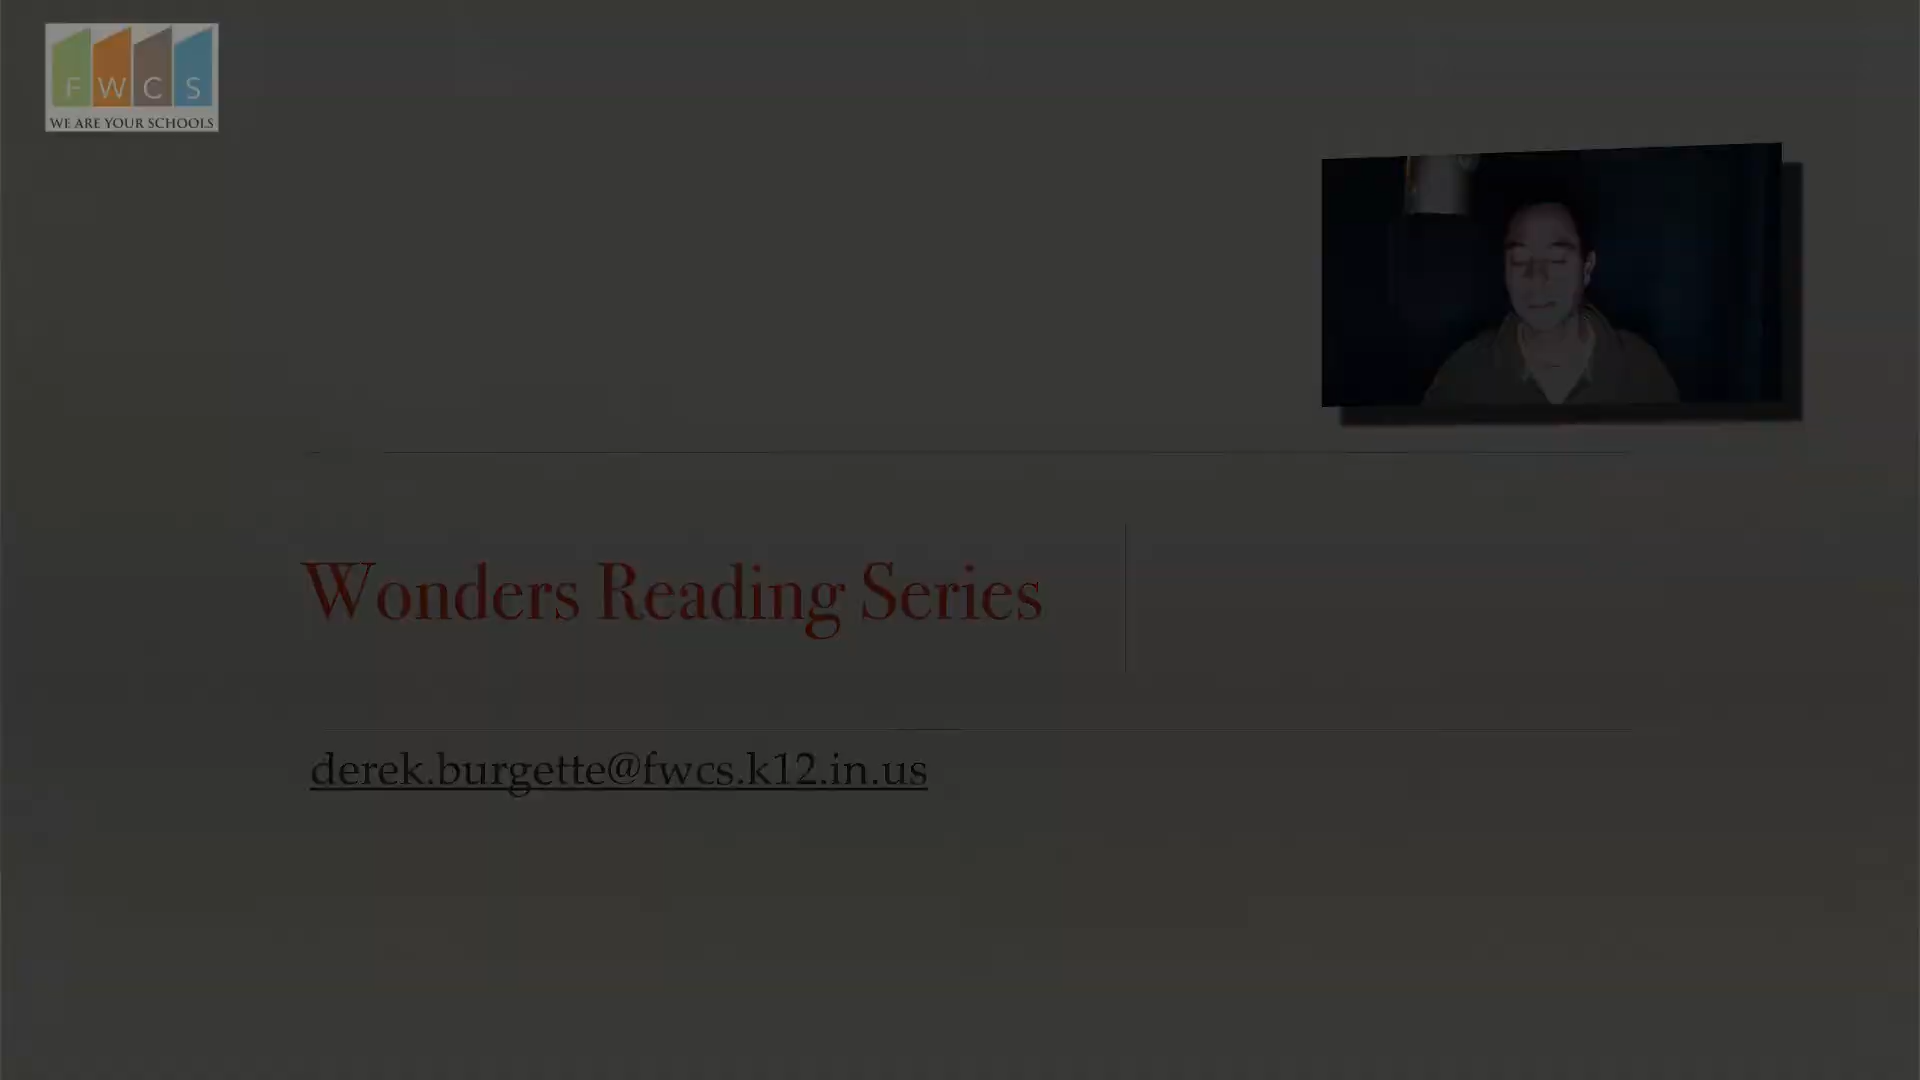 F W C S
WE ARE YOUR SCHOOLS
Wonders Reading Series
derek.burgette@fwcs.k12.in.us